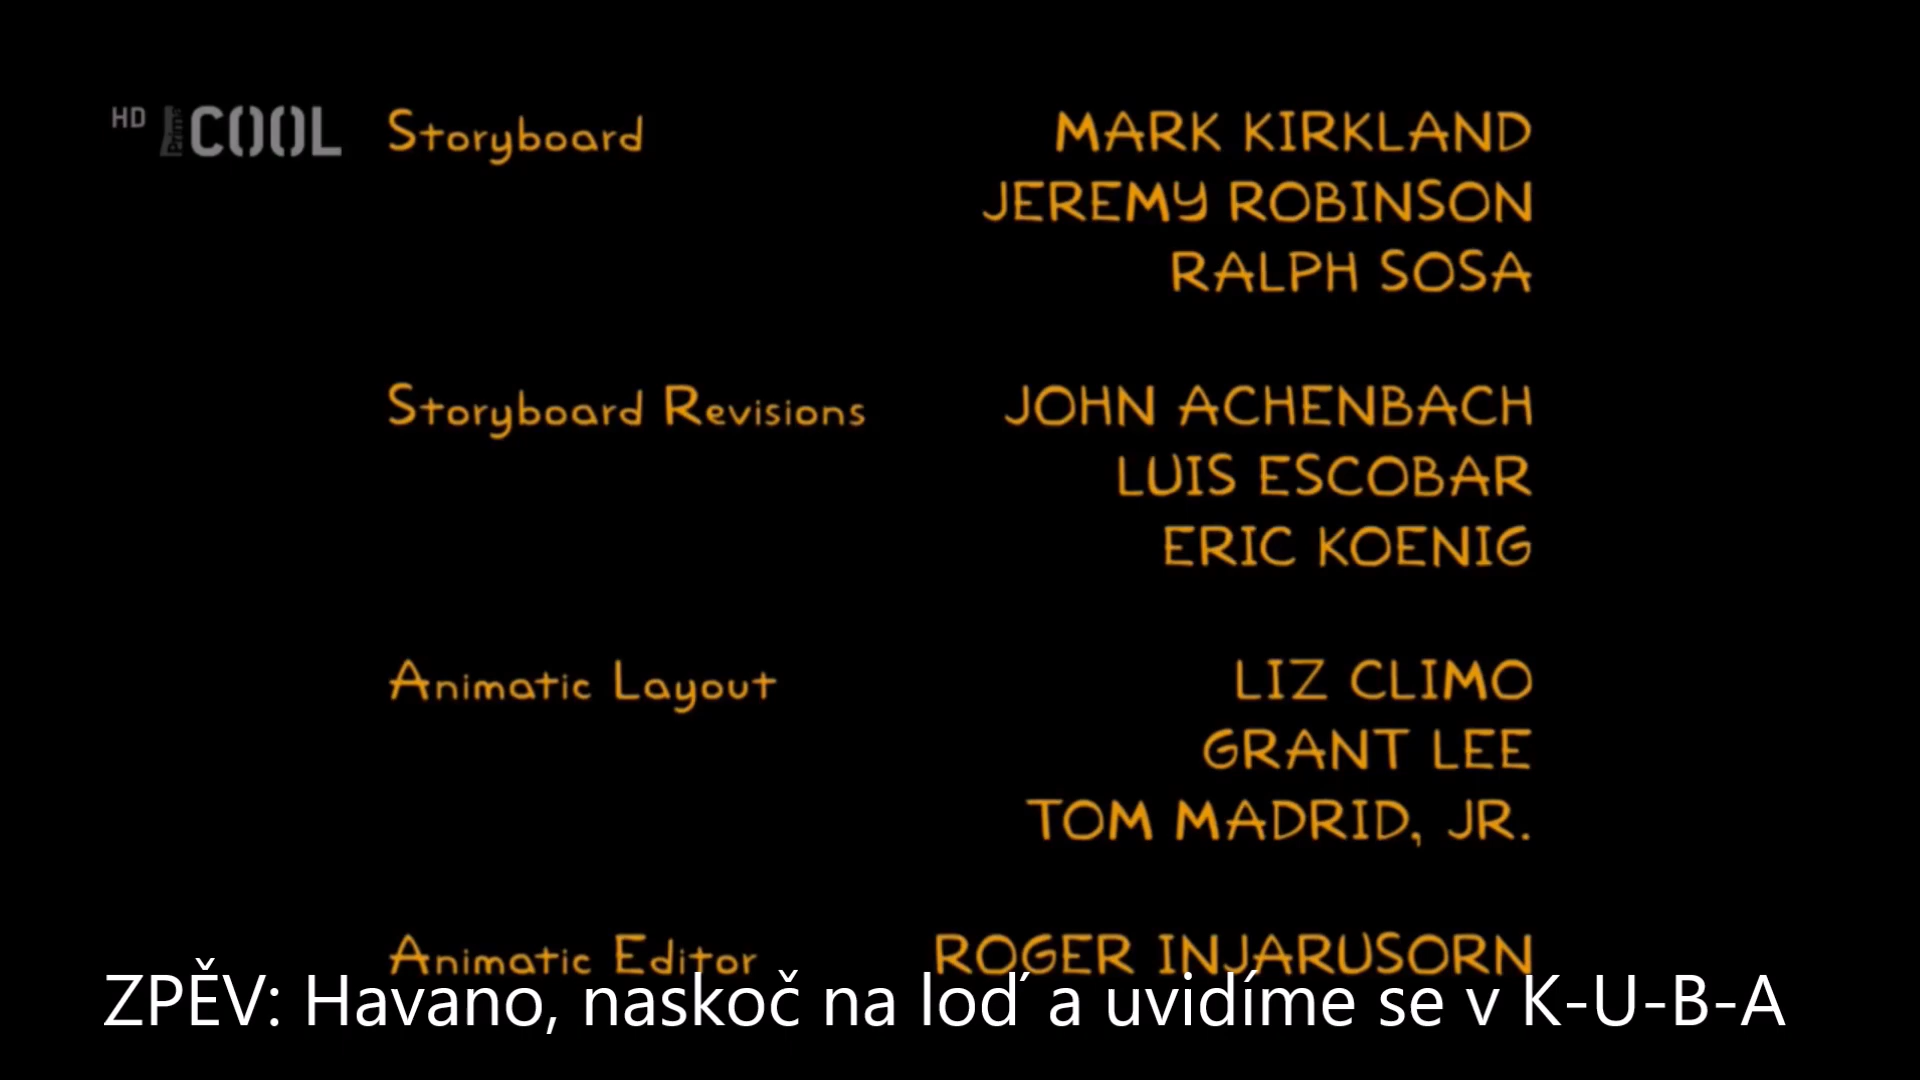 HD Prima COOL
Storyboard MARK KIRKLAND
JEREMY ROBINSON
RALPH SOSA
Storyboard Revisions JOHN ACHENBACH
LUIS ESCOBAR
ERIC KOENIG
Animatic Layout LIZ CLIMO
GRANT LEE
TOM MADRID, JR.
Animatic Editor ROGER INJARUSORN
ZPĚV: Havano, naskoč na loď a uvidíme se v K-U-B-A